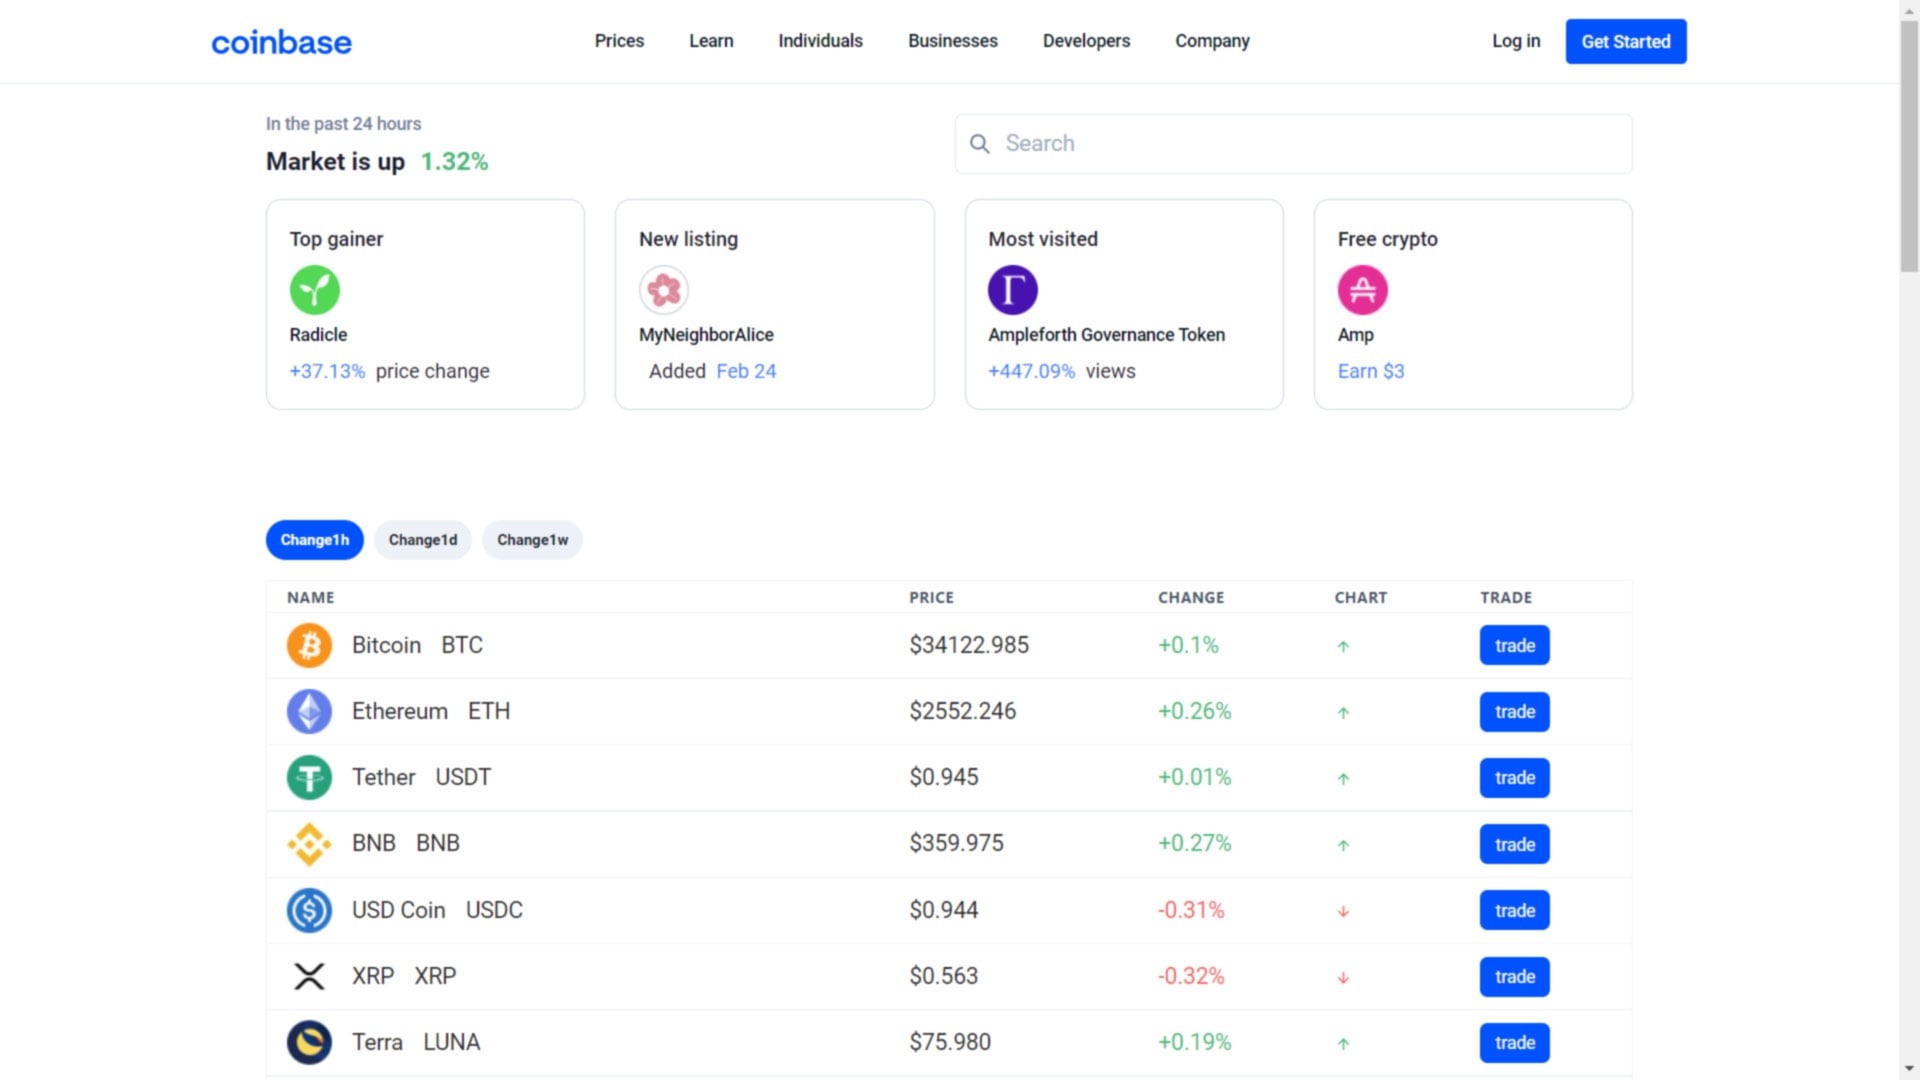 coinbase Prices Learn Individuals Businesses Developers Company Log in Get Started
In the past 24 hours
Market is up 1.32%
Search
Top gainer
Radicle
+37.13% price change
New listing
MyNeighborAlice
Added Feb 24
Most visited
Ampleforth Governance Token
+447.09% views
Free crypto
Amp
Earn $3
Change1h Change1d Change1w
NAME PRICE CHANGE CHART TRADE
Bitcoin BTC $34122.985 +0.1% ↑ trade
Ethereum ETH $2552.246 +0.26% ↑ trade
Tether USDT $0.945 +0.01% ↑ trade
BNB BNB $359.975 +0.27% ↑ trade
USD Coin USDC $0.944 -0.31% ↓ trade
XRP XRP $0.563 -0.32% ↓ trade
Terra LUNA $75.980 +0.19% ↑ trade